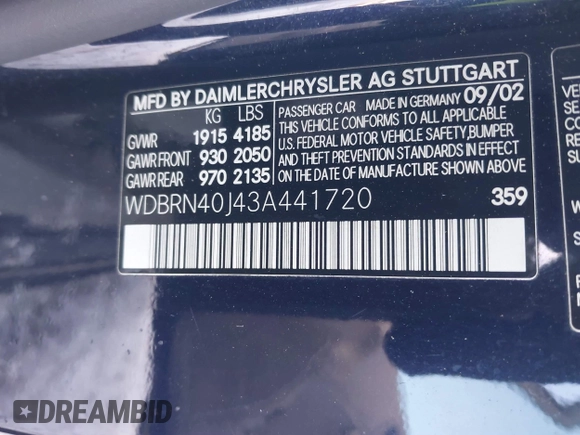 MFD BY DAIMLERCHRYSLER AG STUTTGART
KG LBS
GVWR 1915 4185
GAWR FRONT 930 2050
GAWR REAR 970 2135
PASSENGER CAR MADE IN GERMANY 09/02
THIS VEHICLE CONFORMS TO ALL APPLICABLE
U.S. FEDERAL MOTOR VEHICLE SAFETY, BUMPER
AND THEFT PREVENTION STANDARDS IN EFFECT
ON THE DATE OF MANUFACTURE SHOWN ABOVE
WDBRN40J43A441720 359
DREAMBID